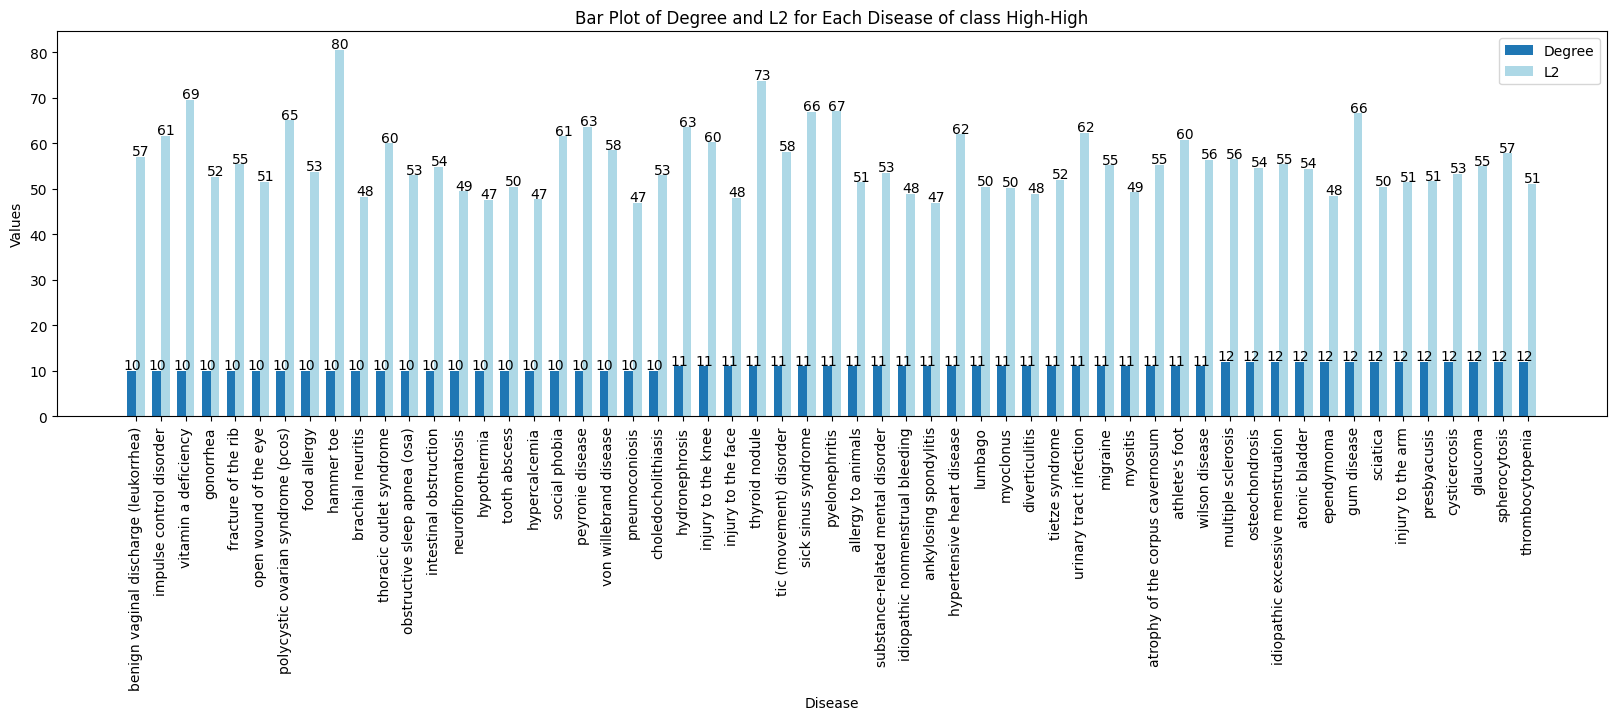 Bar Plot of Degree and L2 for Each Disease of class High-High
Degree
L2
Values
80
70
60
50
40
30
20
10
0
10 10 10 10 10 10 10 10 10 10 10 10 10 10 10 10 10 10 10 10 10 10 11 11 11 11 11 11 11 11 11 11 11 11 11 11 11 11 11 11 11 11 11 11 12 12 12 12 12 12 12 12 12 12 12 12 12
57 61 69 52 55 51 65 53 80 48 60 53 54 49 47 50 47 61 63 58 47 53 63 60 48 73 58 66 67 51 53 48 47 62 50 50 48 52 62 55 49 55 60 56 56 54 55 54 48 66 50 51 51 53 55 57 51
benign vaginal discharge (leukorrhea)
impulse control disorder
vitamin a deficiency
gonorrhea
fracture of the rib
open wound of the eye
polycystic ovarian syndrome (pcos)
food allergy
hammer toe
brachial neuritis
thoracic outlet syndrome
obstructive sleep apnea (osa)
intestinal obstruction
neurofibromatosis
hypothermia
tooth abscess
hypercalcemia
social phobia
peyronie disease
von willebrand disease
pneumoconiosis
choledocholithiasis
hydronephrosis
injury to the knee
injury to the face
thyroid nodule
tic (movement) disorder
sick sinus syndrome
pyelonephritis
allergy to animals
substance-related mental disorder
idiopathic nonmenstrual bleeding
ankylosing spondylitis
hypertensive heart disease
lumbago
myoclonus
diverticulitis
tietze syndrome
urinary tract infection
migraine
myositis
atrophy of the corpus cavernosum
athlete's foot
wilson disease
multiple sclerosis
osteochondrosis
idiopathic excessive menstruation
atonic bladder
ependymoma
gum disease
sciatica
injury to the arm
presbyacusis
cysticercosis
glaucoma
spherocytosis
thrombocytopenia
Disease